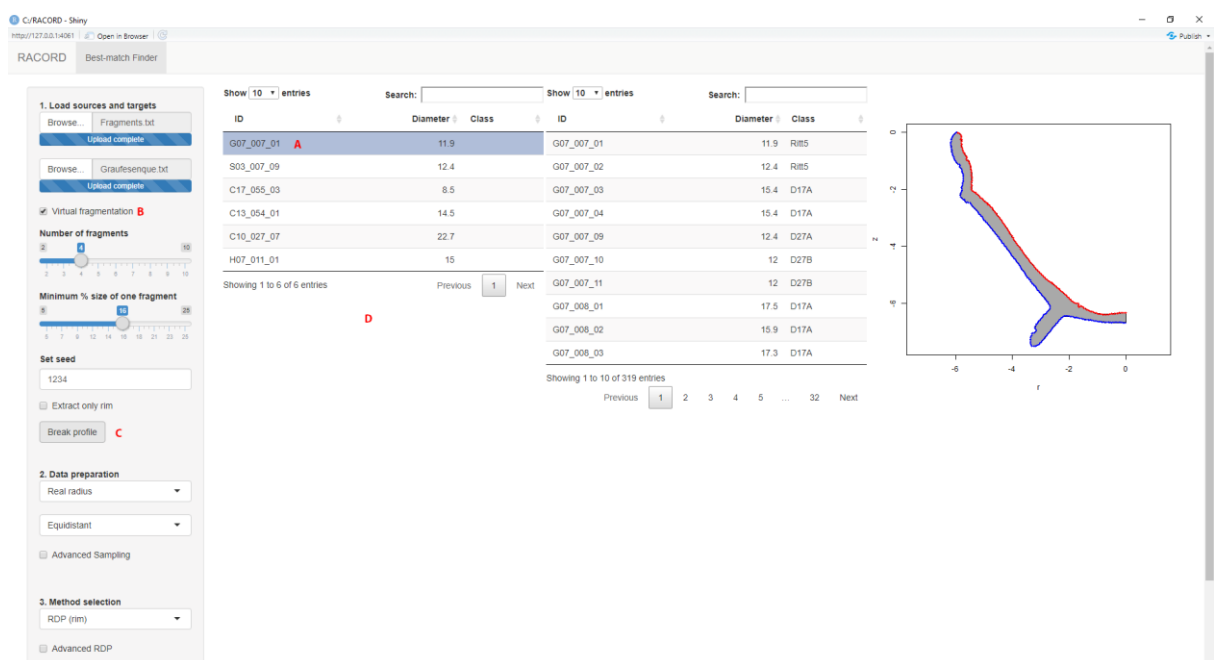 C:/RACORD - Shiny
http://127.0.0.1:4061 Open in Browser Publish
RACORD Best-match Finder
1. Load sources and targets
Browse... Fragments.txt
Upload complete
Browse... Graufesenque.txt
Upload complete
Virtual fragmentation B
Number of fragments
2 4 10
2 3 4 5 6 7 8 9 10
Minimum % size of one fragment
5 16 25
Set seed
1234
Extract only rim
Break profile C
2. Data preparation
Real radius
Equidistant
Advanced Sampling
3. Method selection
RDP (rim)
Advanced RDP
Show 10 entries Search:
ID Diameter Class
G07_007_01 A 11.9
S03_007_09 12.4
C17_055_03 8.5
C13_054_01 14.5
C10_027_07 22.7
H07_011_01 15
Showing 1 to 6 of 6 entries Previous 1 Next
D
Show 10 entries Search:
ID Diameter Class
G07_007_01 11.9 Ritt5
G07_007_02 12.4 Ritt5
G07_007_03 15.4 D17A
G07_007_04 15.4 D17A
G07_007_09 12.4 D27A
G07_007_10 12 D27B
G07_007_11 12 D27B
G07_008_01 17.5 D17A
G07_008_02 15.9 D17A
G07_008_03 17.3 D17A
Showing 1 to 10 of 319 entries
Previous 1 2 3 4 5 ... 32 Next
0
-2
z
-4
-6
-6 -4 -2 0
r